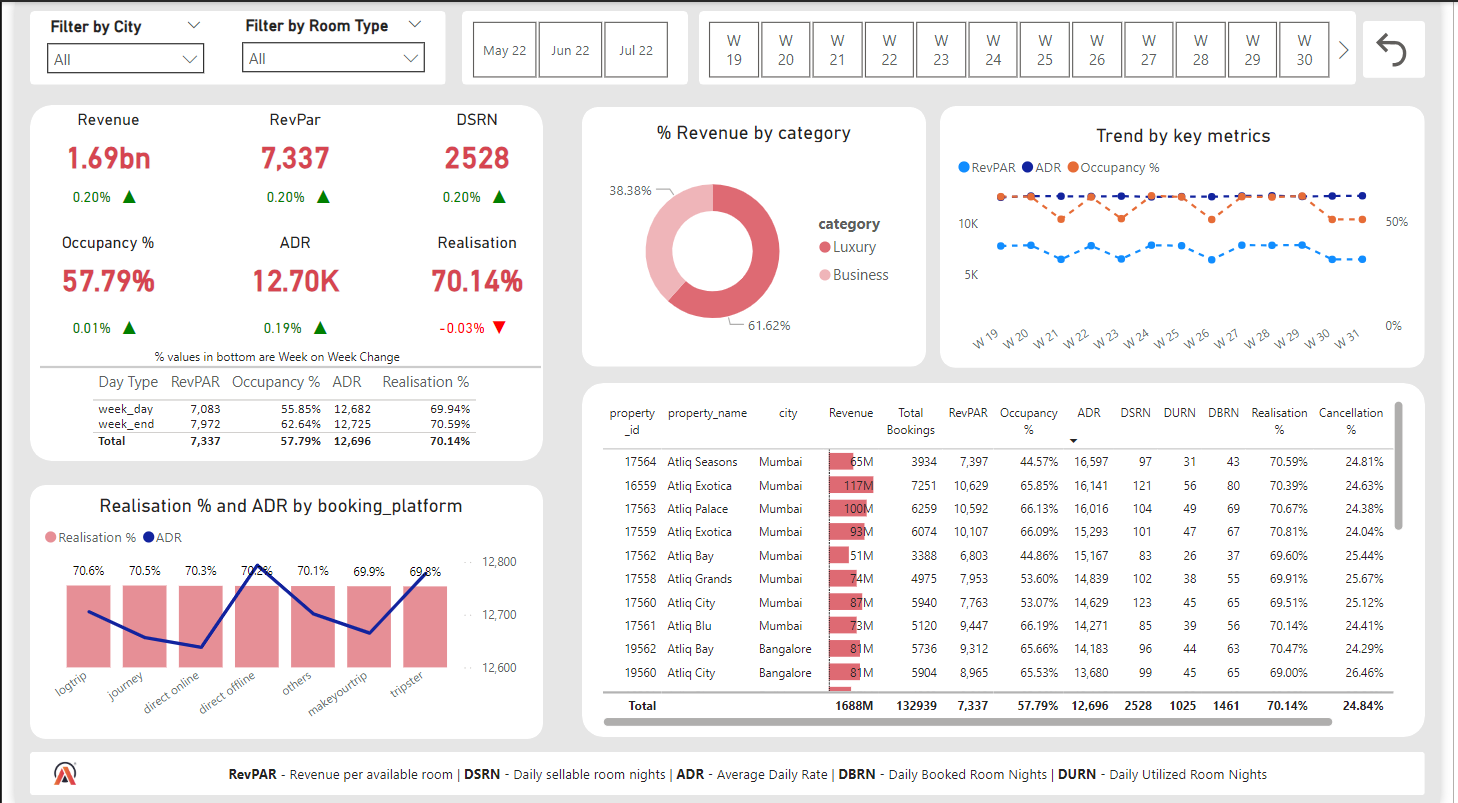 Filter by City
All
Filter by Room Type
All
May 22
Jun 22
Jul 22
W 19
W 20
W 21
W 22
W 23
W 24
W 25
W 26
W 27
W 28
W 29
W 30
Revenue RevPar DSRN
1.69bn 7,337 2528
0.20% ▲ 0.20% ▲ 0.20% ▲
Occupancy % ADR Realisation
57.79% 12.70K 70.14%
0.01% ▲ 0.19% ▲ -0.03% ▼
% values in bottom are Week on Week Change
Day Type RevPAR Occupancy % ADR Realisation %
week_day 7,083 55.85% 12,682 69.94%
week_end 7,972 62.64% 12,725 70.59%
Total 7,337 57.79% 12,696 70.14%
% Revenue by category
38.38%
61.62%
category
Luxury
Business
Trend by key metrics
RevPAR ADR Occupancy %
10K
5K
50%
0%
W 19 W 20 W 21 W 22 W 23 W 24 W 25 W 26 W 27 W 28 W 29 W 30 W 31
Realisation % and ADR by booking_platform
Realisation % ADR
70.6% 70.5% 70.3% 70.2% 70.1% 69.9% 69.8%
12,800
12,700
12,600
logtrip journey direct online direct offline others makeyourtrip tripster
property_id property_name city Revenue Total Bookings RevPAR Occupancy % ADR DSRN DURN DBRN Realisation % Cancellation %
17564 Atliq Seasons Mumbai 65M 3934 7,397 44.57% 16,597 97 31 43 70.59% 24.81%
16559 Atliq Exotica Mumbai 117M 7251 10,629 65.85% 16,141 121 56 80 70.39% 24.63%
17563 Atliq Palace Mumbai 100M 6259 10,592 66.13% 16,016 104 49 69 70.67% 24.38%
17559 Atliq Exotica Mumbai 93M 6074 10,107 66.09% 15,293 101 47 67 70.81% 24.04%
17562 Atliq Bay Mumbai 51M 3388 6,803 44.86% 15,167 83 26 37 69.60% 25.44%
17558 Atliq Grands Mumbai 74M 4975 7,953 53.60% 14,839 102 38 55 69.91% 25.67%
17560 Atliq City Mumbai 87M 5940 7,763 53.07% 14,629 123 45 65 69.51% 25.12%
17561 Atliq Blu Mumbai 73M 5120 9,447 66.19% 14,271 85 39 56 70.14% 24.41%
19562 Atliq Bay Bangalore 81M 5736 9,312 65.66% 14,183 96 44 63 70.47% 24.29%
19560 Atliq City Bangalore 81M 5904 8,965 65.53% 13,680 99 45 65 69.00% 26.46%
Total 1688M 132939 7,337 57.79% 12,696 2528 1025 1461 70.14% 24.84%
RevPAR - Revenue per available room | DSRN - Daily sellable room nights | ADR - Average Daily Rate | DBRN - Daily Booked Room Nights | DURN - Daily Utilized Room Nights